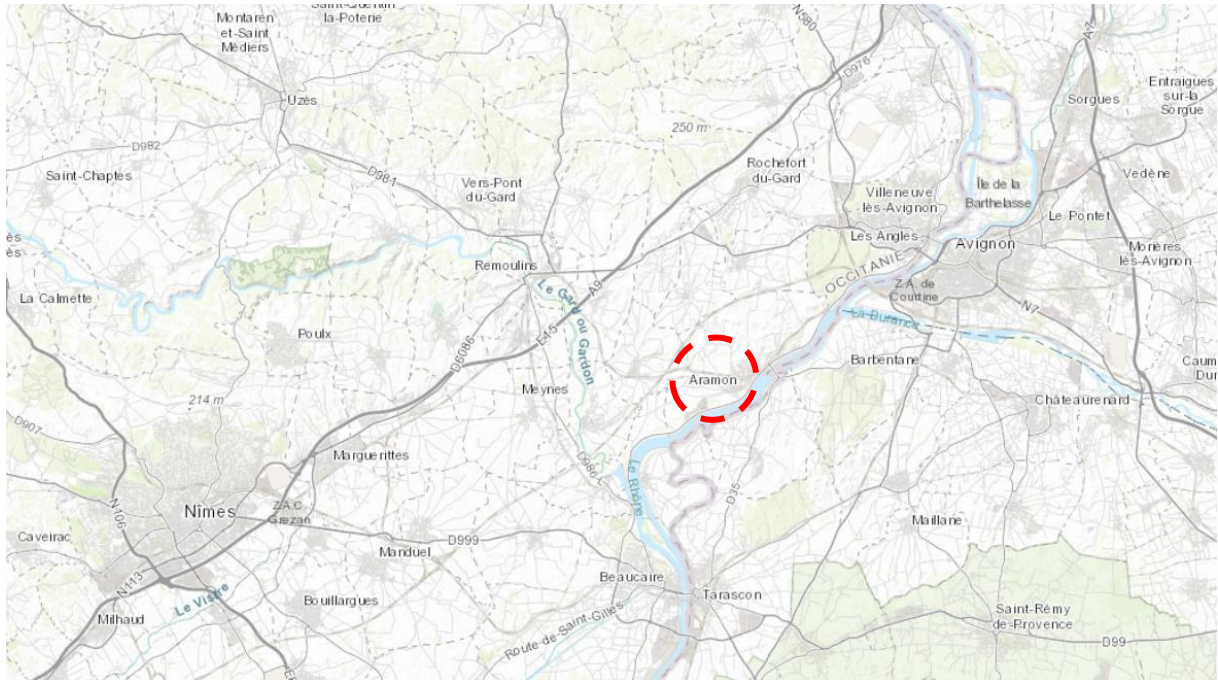 Montaren
et-Saint
Médiers
Saint-Quentin
la-Poterie
N580
A7
D976
Entraigues
sur-la
Sorgue
Sorgues
Uzès
250 m
D982
Saint-Chaptes
D981
Vers-Pont
du-Gard
Rochefort
du-Gard
Villeneuve
lès-Avignon
Île de la
Barthelasse
Vedène
Le Pontet
Les Angles
Avignon
Morières
lès-Avignon
OCCITANIE
Z.A. de
Courtine
Remoulins
A9
Le Gard ou Gardon
E15
La Calmette
Poulx
D6086
N7
La Durance
Barbentane
Aramon
Meynes
Châteaurenard
214 m
D907
Marguerittes
D986
Le Rhône
D35
N106
Nîmes
Z.A.C.
Grézan
Maillane
Caveirac
Manduel
D999
N113
Beaucaire
Tarascon
Le Vistre
Bouillargues
Milhaud
Route-de-Saint-Gilles
Saint-Rémy
de-Provence
D99